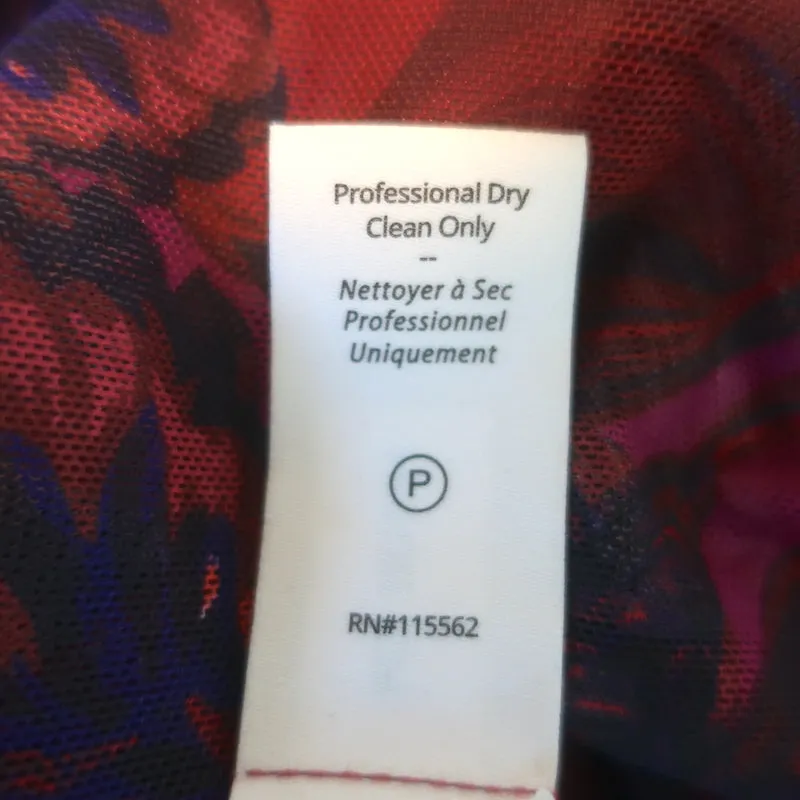 Professional Dry
Clean Only
--
Nettoyer à Sec
Professionnel
Uniquement
P
RN#115562